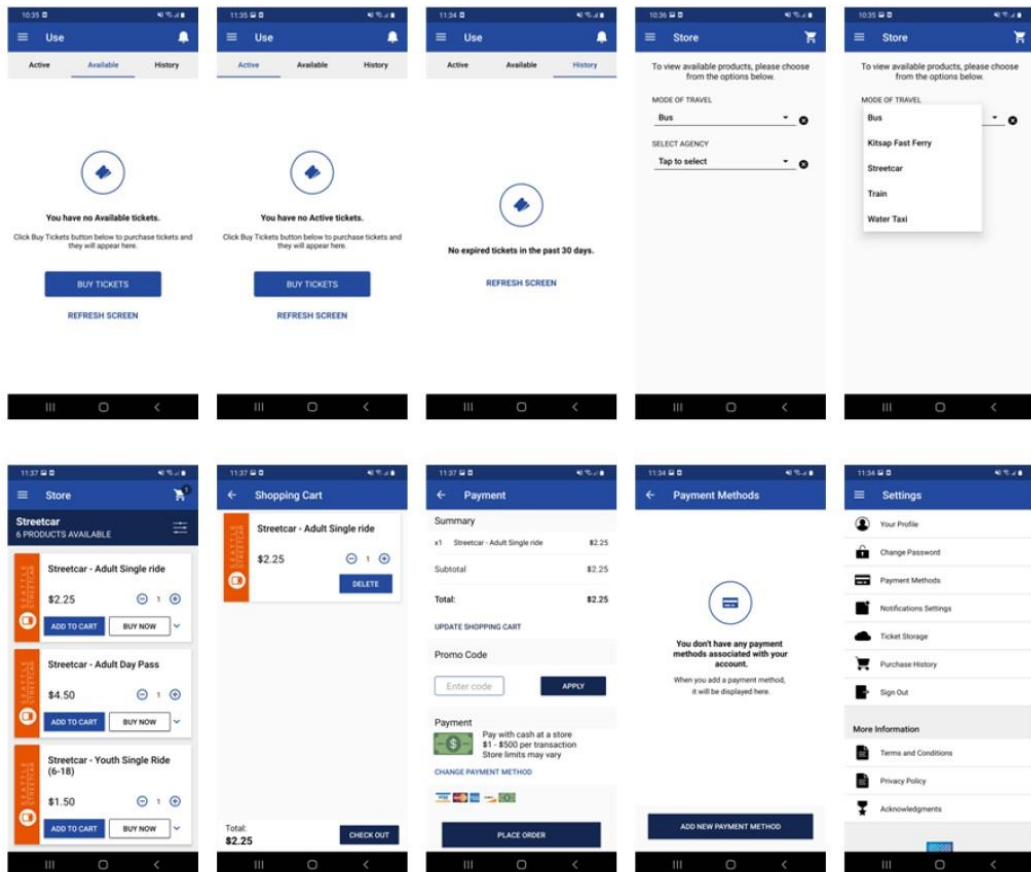 10:35
Use
Active Available History
You have no Available tickets.
Click Buy Tickets button below to purchase tickets and
they will appear here.
BUY TICKETS
REFRESH SCREEN
11:35
Use
Active Available History
You have no Active tickets.
Click Buy Tickets button below to purchase tickets and
they will appear here.
BUY TICKETS
REFRESH SCREEN
11:34
Use
Active Available History
No expired tickets in the past 30 days.
REFRESH SCREEN
10:36
Store
To view available products, please choose
from the options below.
MODE OF TRAVEL
Bus
SELECT AGENCY
Tap to select
10:35
Store
To view available products, please choose
from the options below.
MODE OF TRAVEL
Bus
Kitsap Fast Ferry
Streetcar
Train
Water Taxi
11:37
Store
1
Streetcar
6 PRODUCTS AVAILABLE
SEATTLE
STREETCAR
Streetcar - Adult Single ride
$2.25 1
ADD TO CART BUY NOW
SEATTLE
STREETCAR
Streetcar - Adult Day Pass
$4.50 1
ADD TO CART BUY NOW
SEATTLE
STREETCAR
Streetcar - Youth Single Ride
(6-18)
$1.50 1
ADD TO CART BUY NOW
11:37
Shopping Cart
SEATTLE
STREETCAR
Streetcar - Adult Single ride
$2.25 1
DELETE
Total:
$2.25
CHECK OUT
11:37
Payment
Summary
x1 Streetcar - Adult Single ride $2.25
Subtotal $2.25
Total: $2.25
UPDATE SHOPPING CART
Promo Code
Enter code APPLY
Payment
Pay with cash at a store
$1 - $500 per transaction
Store limits may vary
CHANGE PAYMENT METHOD
PLACE ORDER
11:34
Payment Methods
You don't have any payment
methods associated with your
account.
When you add a payment method,
it will be displayed here.
ADD NEW PAYMENT METHOD
11:34
Settings
Your Profile
Change Password
Payment Methods
Notifications Settings
Ticket Storage
Purchase History
Sign Out
More Information
Terms and Conditions
Privacy Policy
Acknowledgments